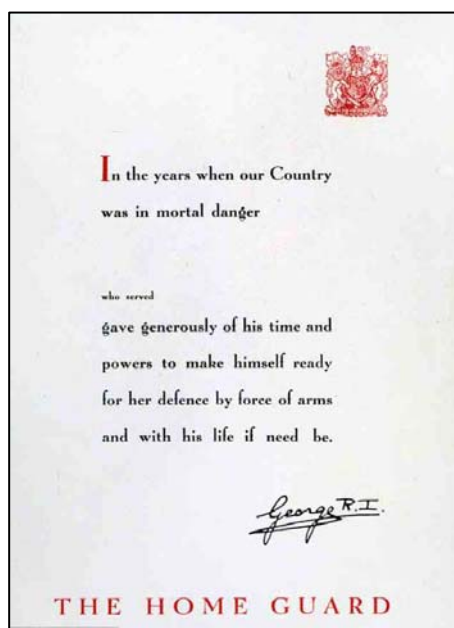 In the years when our Country
was in mortal danger
who served
gave generously of his time and
powers to make himself ready
for her defence by force of arms
and with his life if need be.
George R.I.
THE HOME GUARD